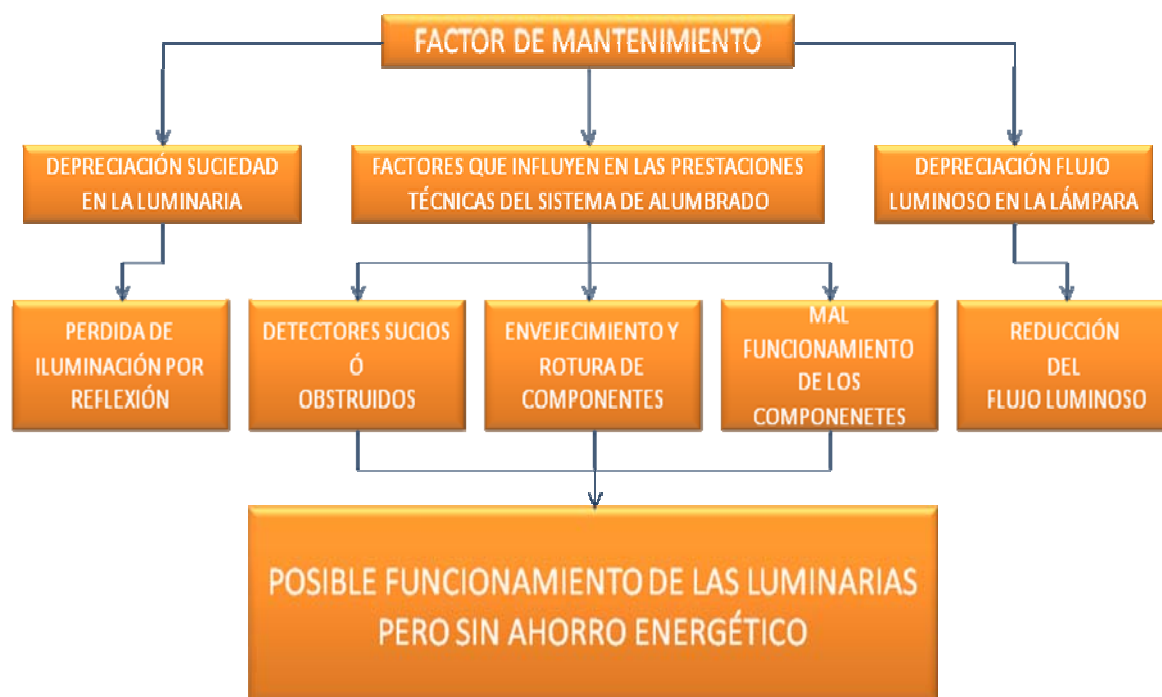 FACTOR DE MANTENIMIENTO
DEPRECIACIÓN SUCIEDAD
EN LA LUMINARIA
FACTORES QUE INFLUYEN EN LAS PRESTACIONES
TÉCNICAS DEL SISTEMA DE ALUMBRADO
DEPRECIACIÓN FLUJO
LUMINOSO EN LA LÁMPARA
PERDIDA DE
ILUMINACIÓN POR
REFLEXIÓN
DETECTORES SUCIOS
Ó
OBSTRUIDOS
ENVEJECIMIENTO Y
ROTURA DE
COMPONENTES
MAL
FUNCIONAMIENTO
DE LOS
COMPONENETES
REDUCCIÓN
DEL
FLUJO LUMINOSO
POSIBLE FUNCIONAMIENTO DE LAS LUMINARIAS
PERO SIN AHORRO ENERGÉTICO